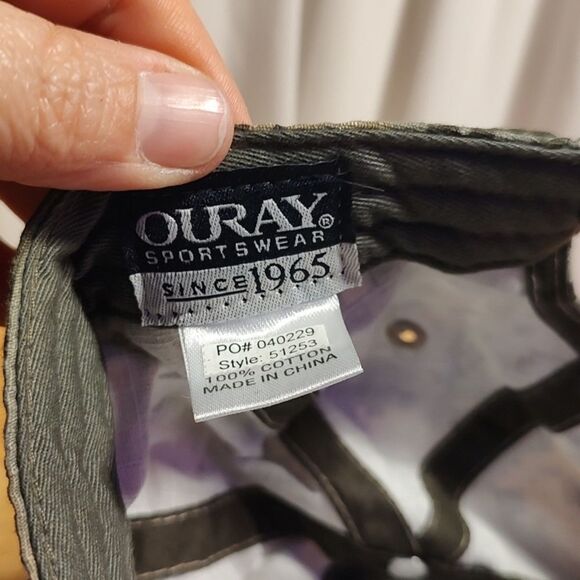 OURAY®
SPORTSWEAR
SINCE 1965
PO# 040229
Style: 51253
100% COTTON
MADE IN CHINA